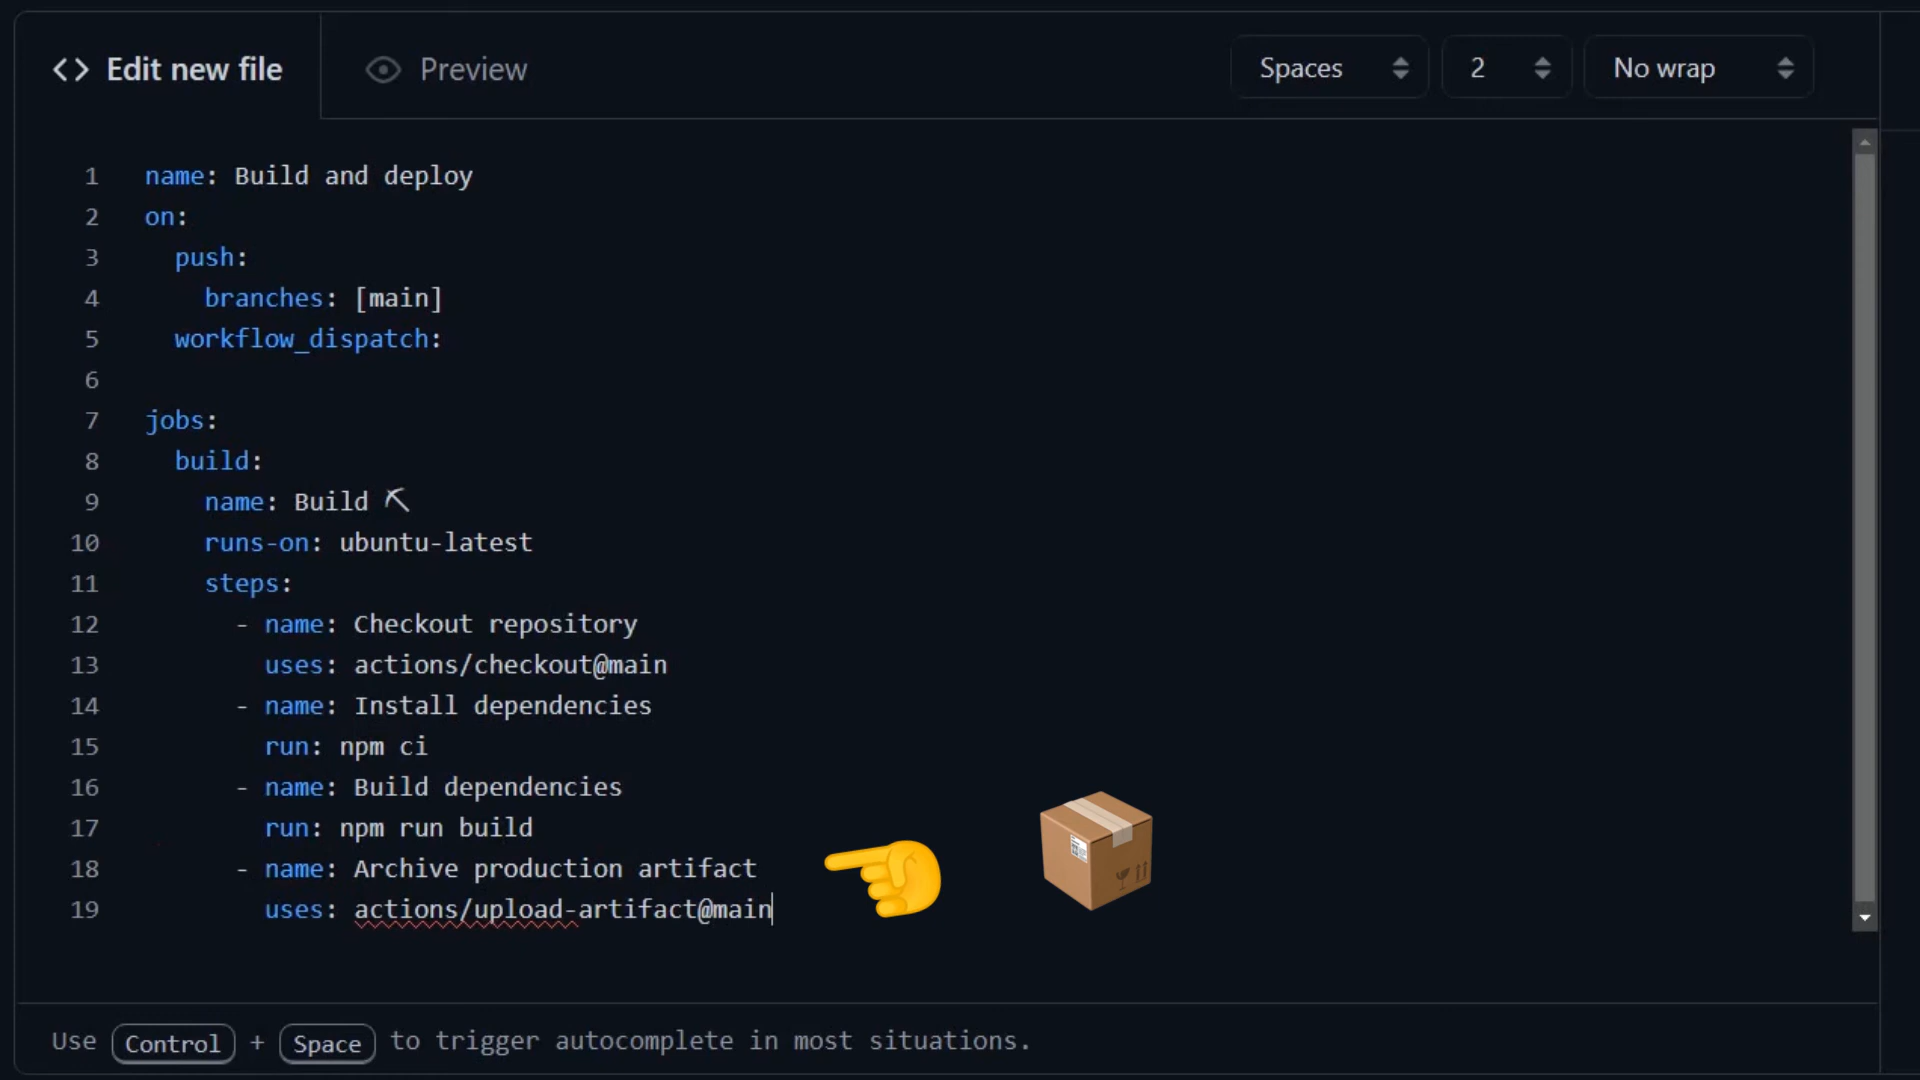 <> Edit new file
Preview
Spaces
2
No wrap
1 name: Build and deploy
2 on:
3   push:
4     branches: [main]
5   workflow_dispatch:
6
7 jobs:
8   build:
9     name: Build ⛏
10     runs-on: ubuntu-latest
11     steps:
12       - name: Checkout repository
13         uses: actions/checkout@main
14       - name: Install dependencies
15         run: npm ci
16       - name: Build dependencies
17         run: npm run build
18       - name: Archive production artifact
19         uses: actions/upload-artifact@main
Use Control + Space to trigger autocomplete in most situations.